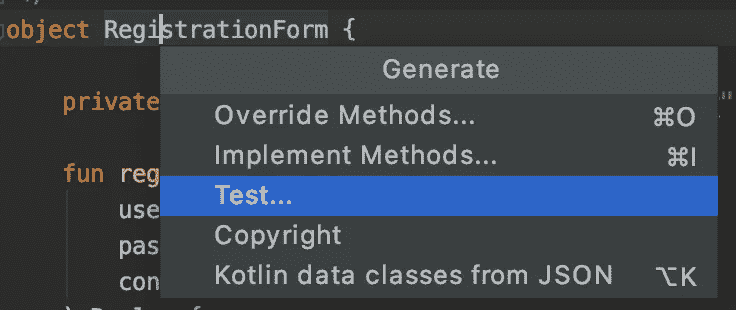 object RegistrationForm {
Generate
private
Override Methods... ⌘O
Implement Methods... ⌘I
fun reg
Test...
use
Copyright
pas
Kotlin data classes from JSON ⌥K
con